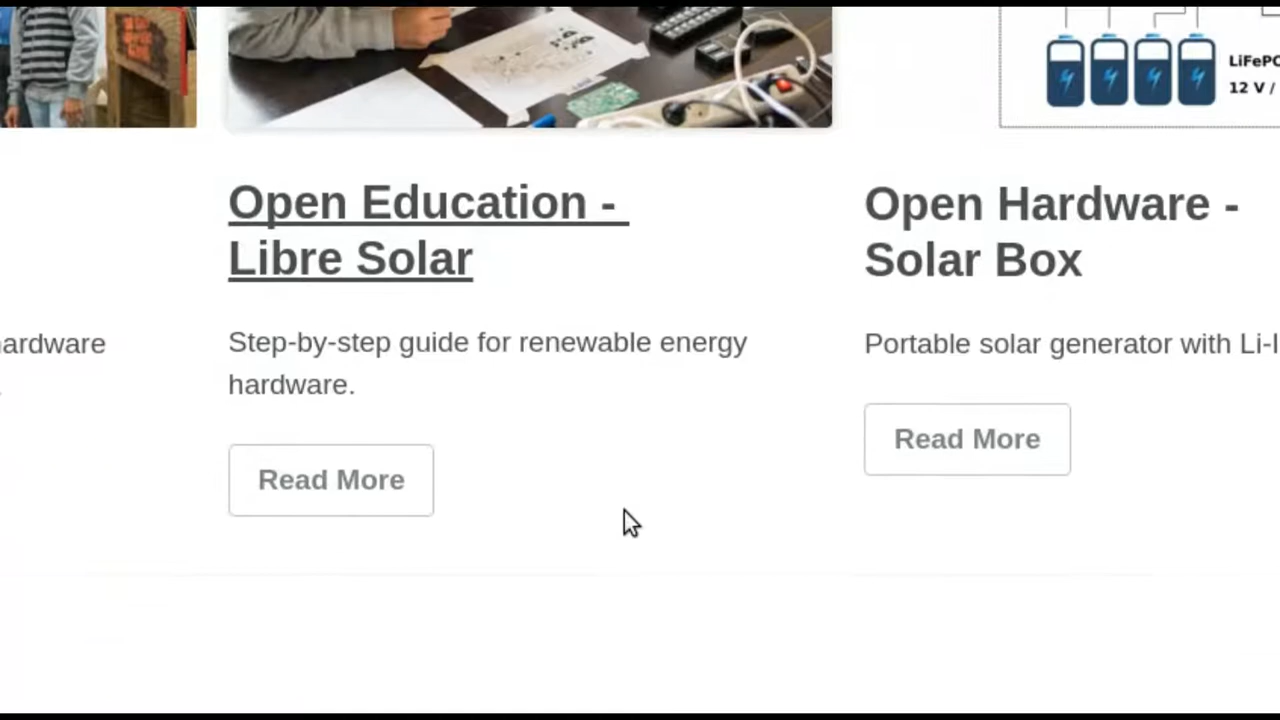 LiFePO
12 V /
Open Education -
Libre Solar
Open Hardware -
Solar Box
hardware
Step-by-step guide for renewable energy
hardware.
Portable solar generator with Li-I
Read More
Read More